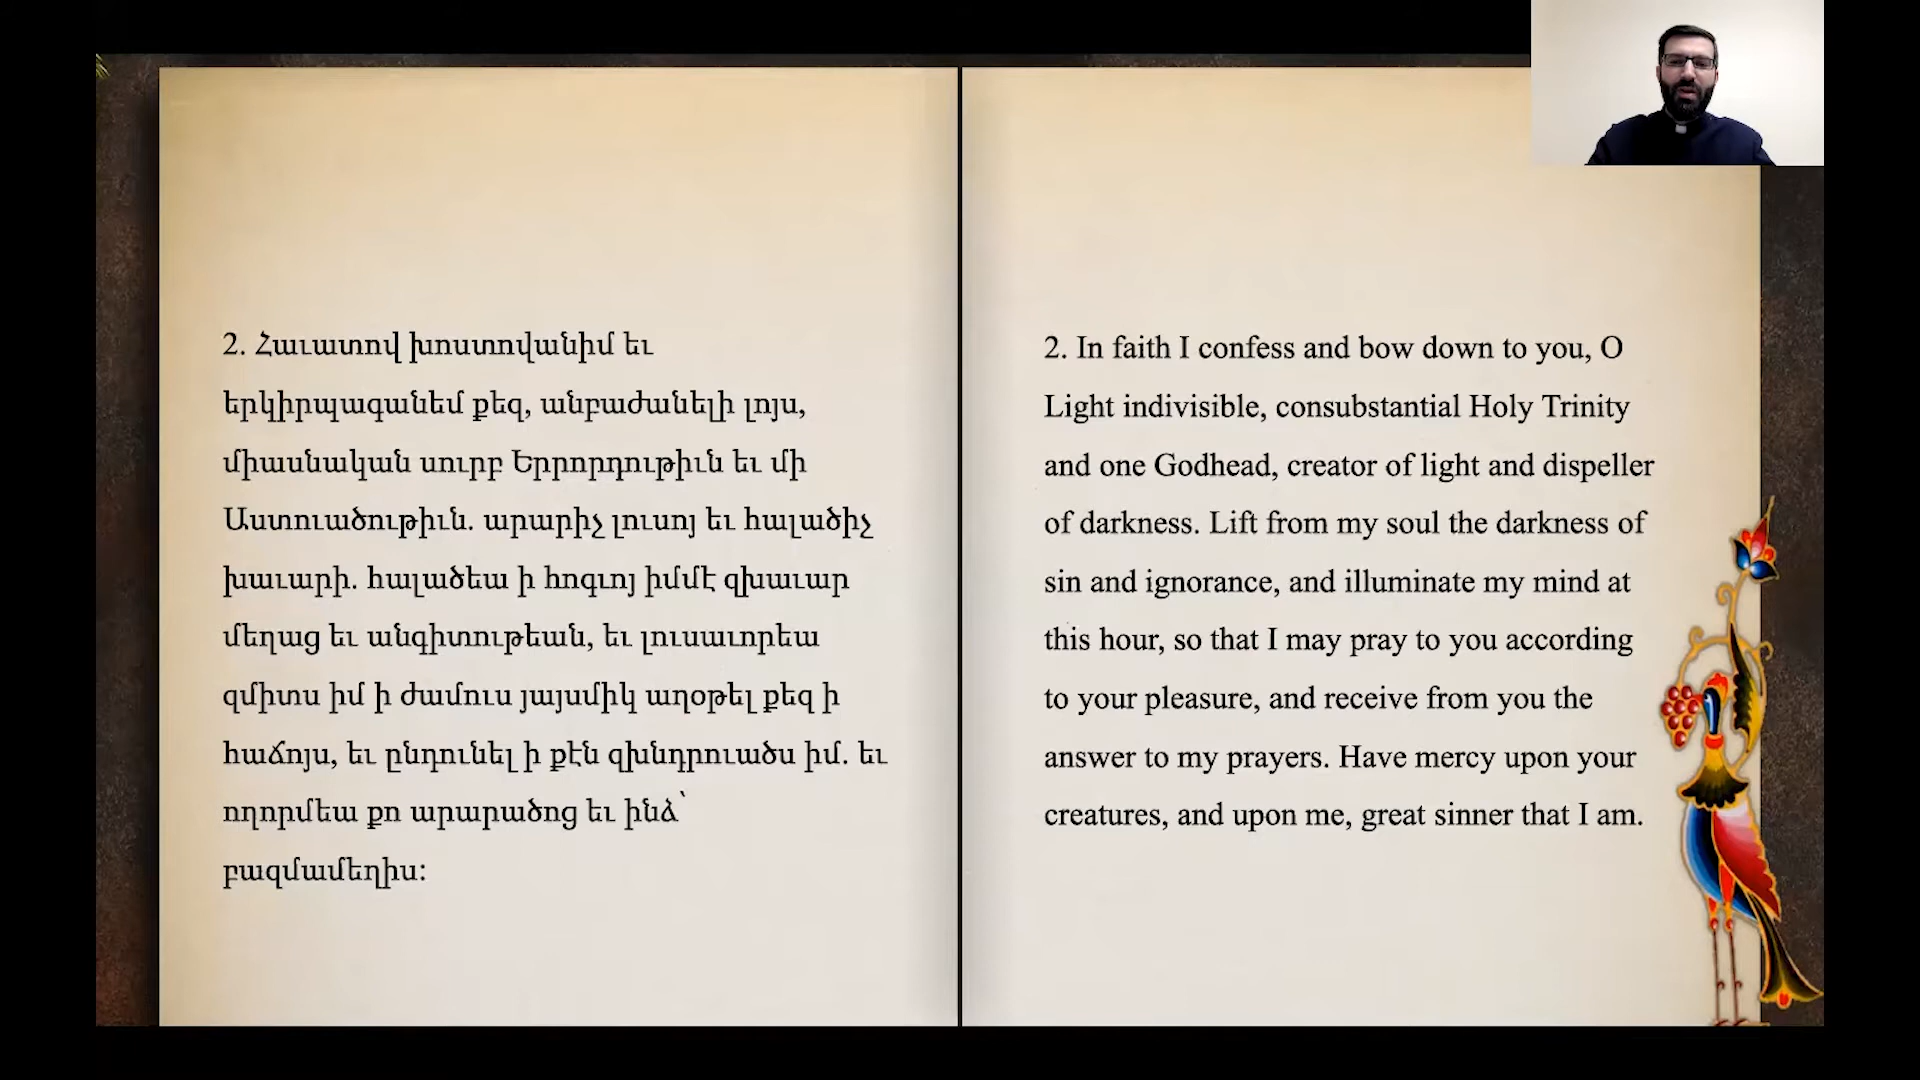 2. Հաւատով խոստովանիմ եւ
երկիրպագանեմ քեզ, անբաժանելի լոյս,
միասնական սուրբ Երրորդութիւն եւ մի
Աստուածութիւն. արարիչ լուսոյ եւ հալածիչ
խաւարի. հալածեա ի հոգւոյ իմմէ զխաւար
մեղաց եւ անգիտութեան, եւ լուսաւորեա
զմիտս իմ ի ժամուս յայսմիկ աղօթել քեզ ի
հաճոյս, եւ ընդունել ի քէն զխնդրուածս իմ. եւ
ողորմեա քո արարածոց եւ ինձ՝
բազմամեղիս:
2. In faith I confess and bow down to you, O
Light indivisible, consubstantial Holy Trinity
and one Godhead, creator of light and dispeller
of darkness. Lift from my soul the darkness of
sin and ignorance, and illuminate my mind at
this hour, so that I may pray to you according
to your pleasure, and receive from you the
answer to my prayers. Have mercy upon your
creatures, and upon me, great sinner that I am.